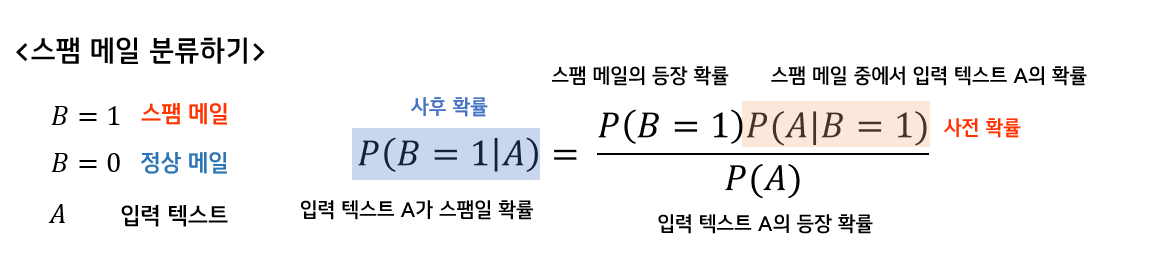 <스팸 메일 분류하기>
B = 1 스팸 메일
B = 0 정상 메일
A 입력 텍스트
사후 확률
P(B = 1|A) =
입력 텍스트 A가 스팸일 확률
스팸 메일의 등장 확률 스팸 메일 중에서 입력 텍스트 A의 확률
P(B = 1)P(A|B = 1) 사전 확률
P(A)
입력 텍스트 A의 등장 확률